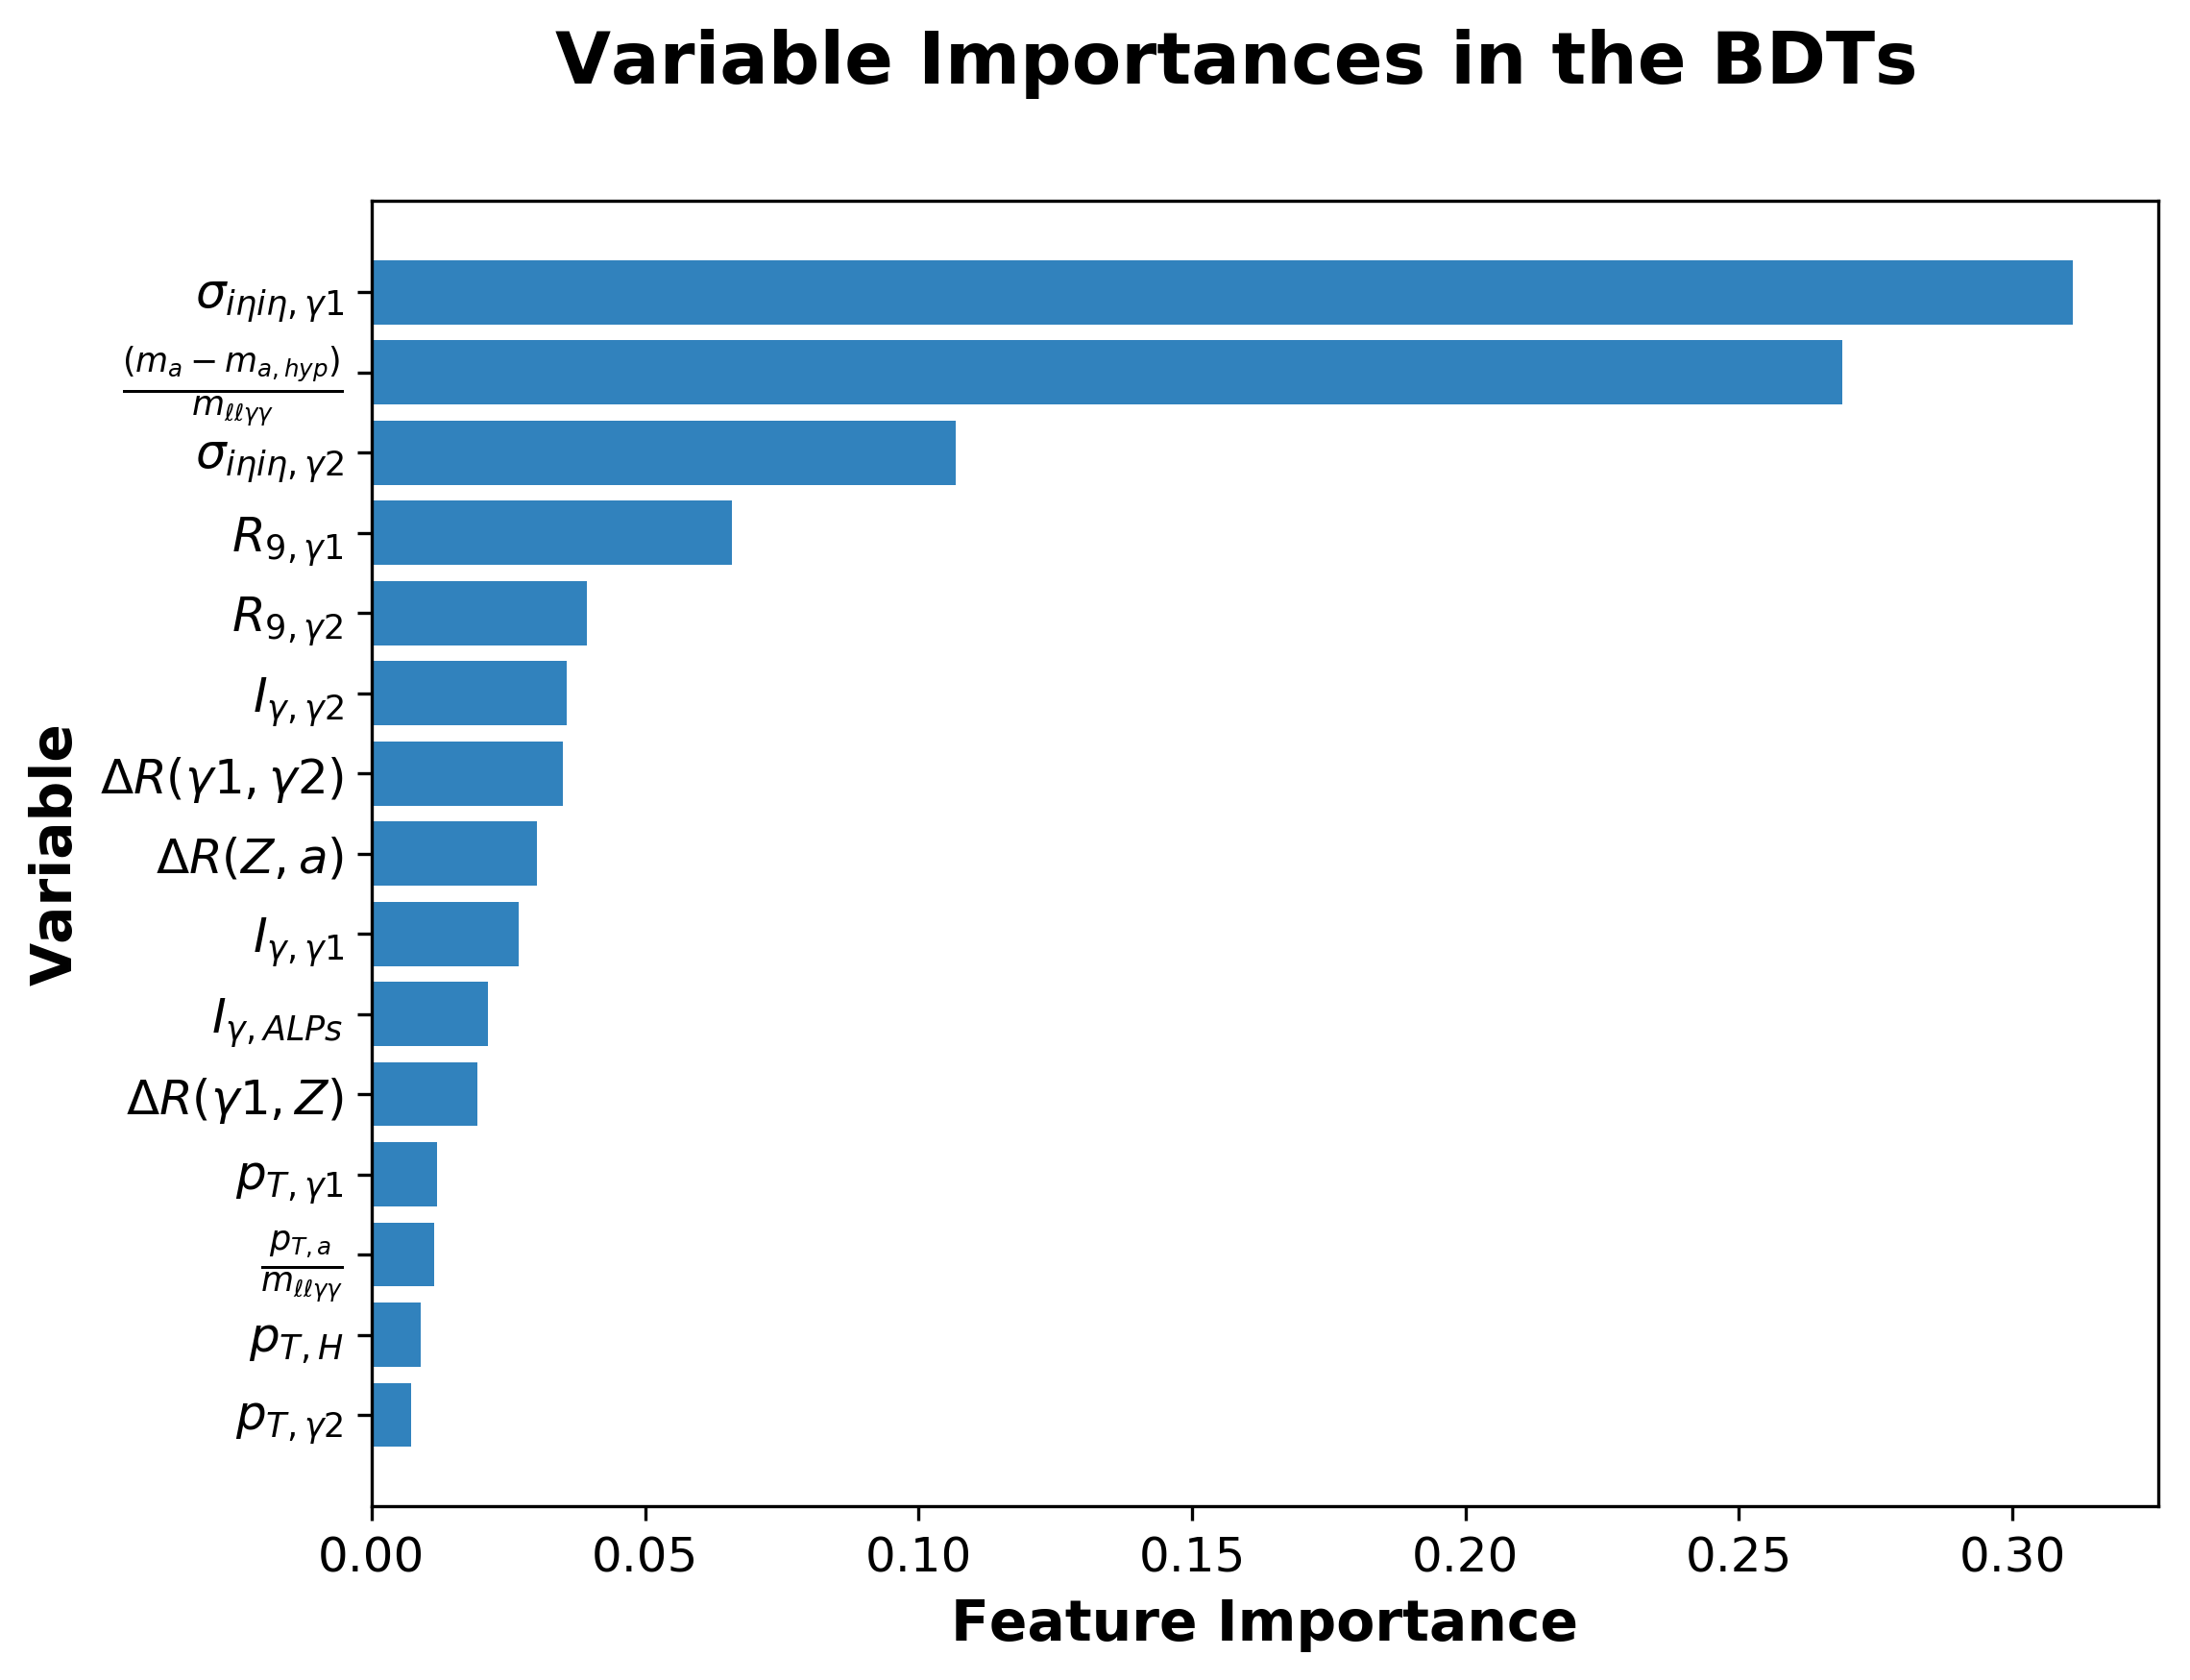 Variable Importances in the BDTs
Variable
σ_{iηiη, γ1}
\frac{(m_a − m_{a, hyp})}{m_{ℓℓγγ}}
σ_{iηiη, γ2}
R_{9, γ1}
R_{9, γ2}
I_{γ, γ2}
ΔR(γ1, γ2)
ΔR(Z, a)
I_{γ, γ1}
I_{γ, ALPs}
ΔR(γ1, Z)
p_{T, γ1}
\frac{p_{T, a}}{m_{ℓℓγγ}}
p_{T, H}
p_{T, γ2}
0.00 0.05 0.10 0.15 0.20 0.25 0.30
Feature Importance